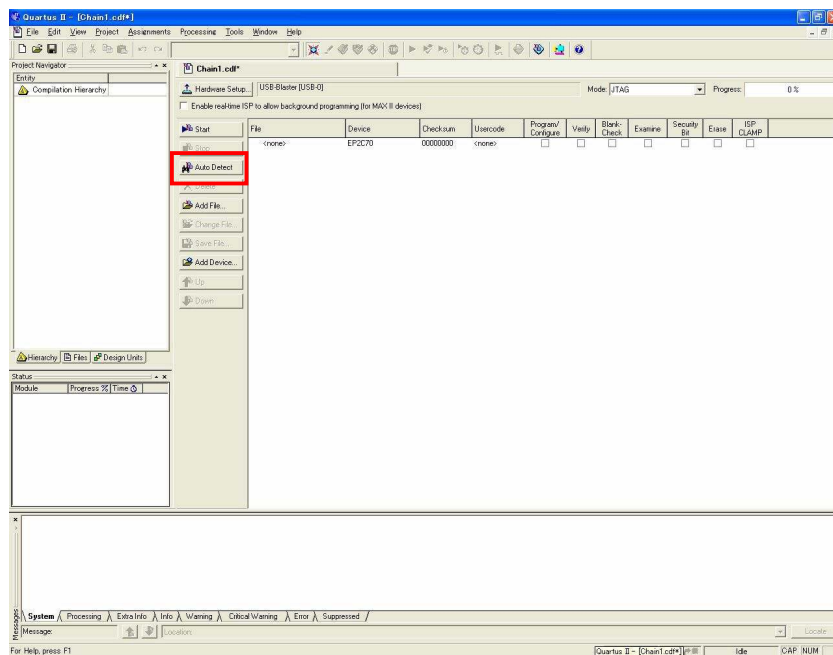 Quartus II - [Chain1.cdf*]
File Edit View Project Assignments Processing Tools Window Help
Project Navigator
Entity
Compilation Hierarchy
Hierarchy Files Design Units
Status
Module Progress % Time
Chain1.cdf*
Hardware Setup... USB-Blaster [USB-0] Mode: JTAG Progress: 0 %
Enable real-time ISP to allow background programming (for MAX II devices)
Start
Stop
Auto Detect
Delete
Add File...
Change File...
Save File...
Add Device...
Up
Down
File Device Checksum Usercode Program/Configure Verify Blank-Check Examine Security Bit Erase ISP CLAMP
<none> EP2C70 00000000 <none>
System Processing Extra Info Info Warning Critical Warning Error Suppressed
Messages
Message: Location: Locate
For Help, press F1 Quartus II - [Chain1.cdf*] Idle CAP NUM